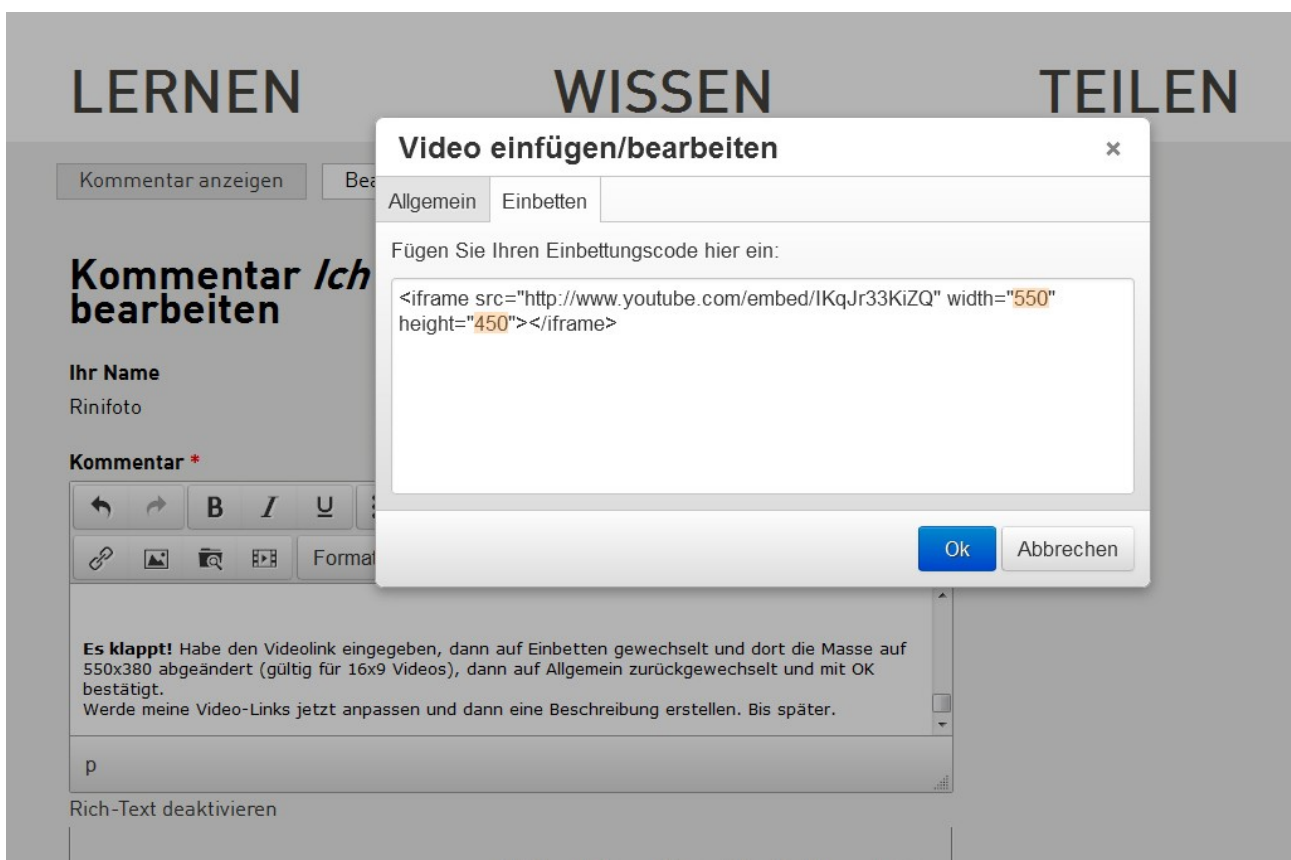 LERNEN WISSEN TEILEN
Video einfügen/bearbeiten ×
Kommentar anzeigen
Allgemein Einbetten
Fügen Sie Ihren Einbettungscode hier ein:
<iframe src="http://www.youtube.com/embed/IKqJr33KiZQ" width="550"
height="450"></iframe>
Kommentar Ich
bearbeiten
Ihr Name
Rinifoto
Kommentar *
B I U
Format
Ok Abbrechen
Es klappt! Habe den Videolink eingegeben, dann auf Einbetten gewechselt und dort die Masse auf
550x380 abgeändert (gültig für 16x9 Videos), dann auf Allgemein zurückgewechselt und mit OK
bestätigt.
Werde meine Video-Links jetzt anpassen und dann eine Beschreibung erstellen. Bis später.
p
Rich-Text deaktivieren